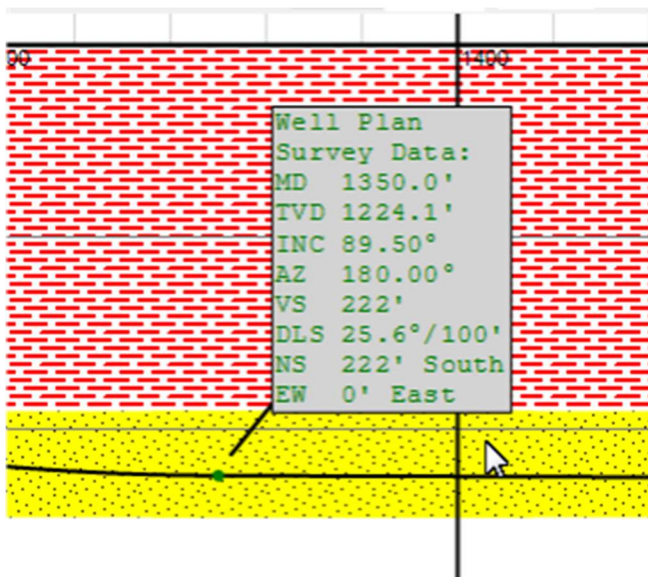 1400
Well Plan
Survey Data:
MD 1350.0'
TVD 1224.1'
INC 89.50°
AZ 180.00°
VS 222'
DLS 25.6°/100'
NS 222' South
EW 0' East